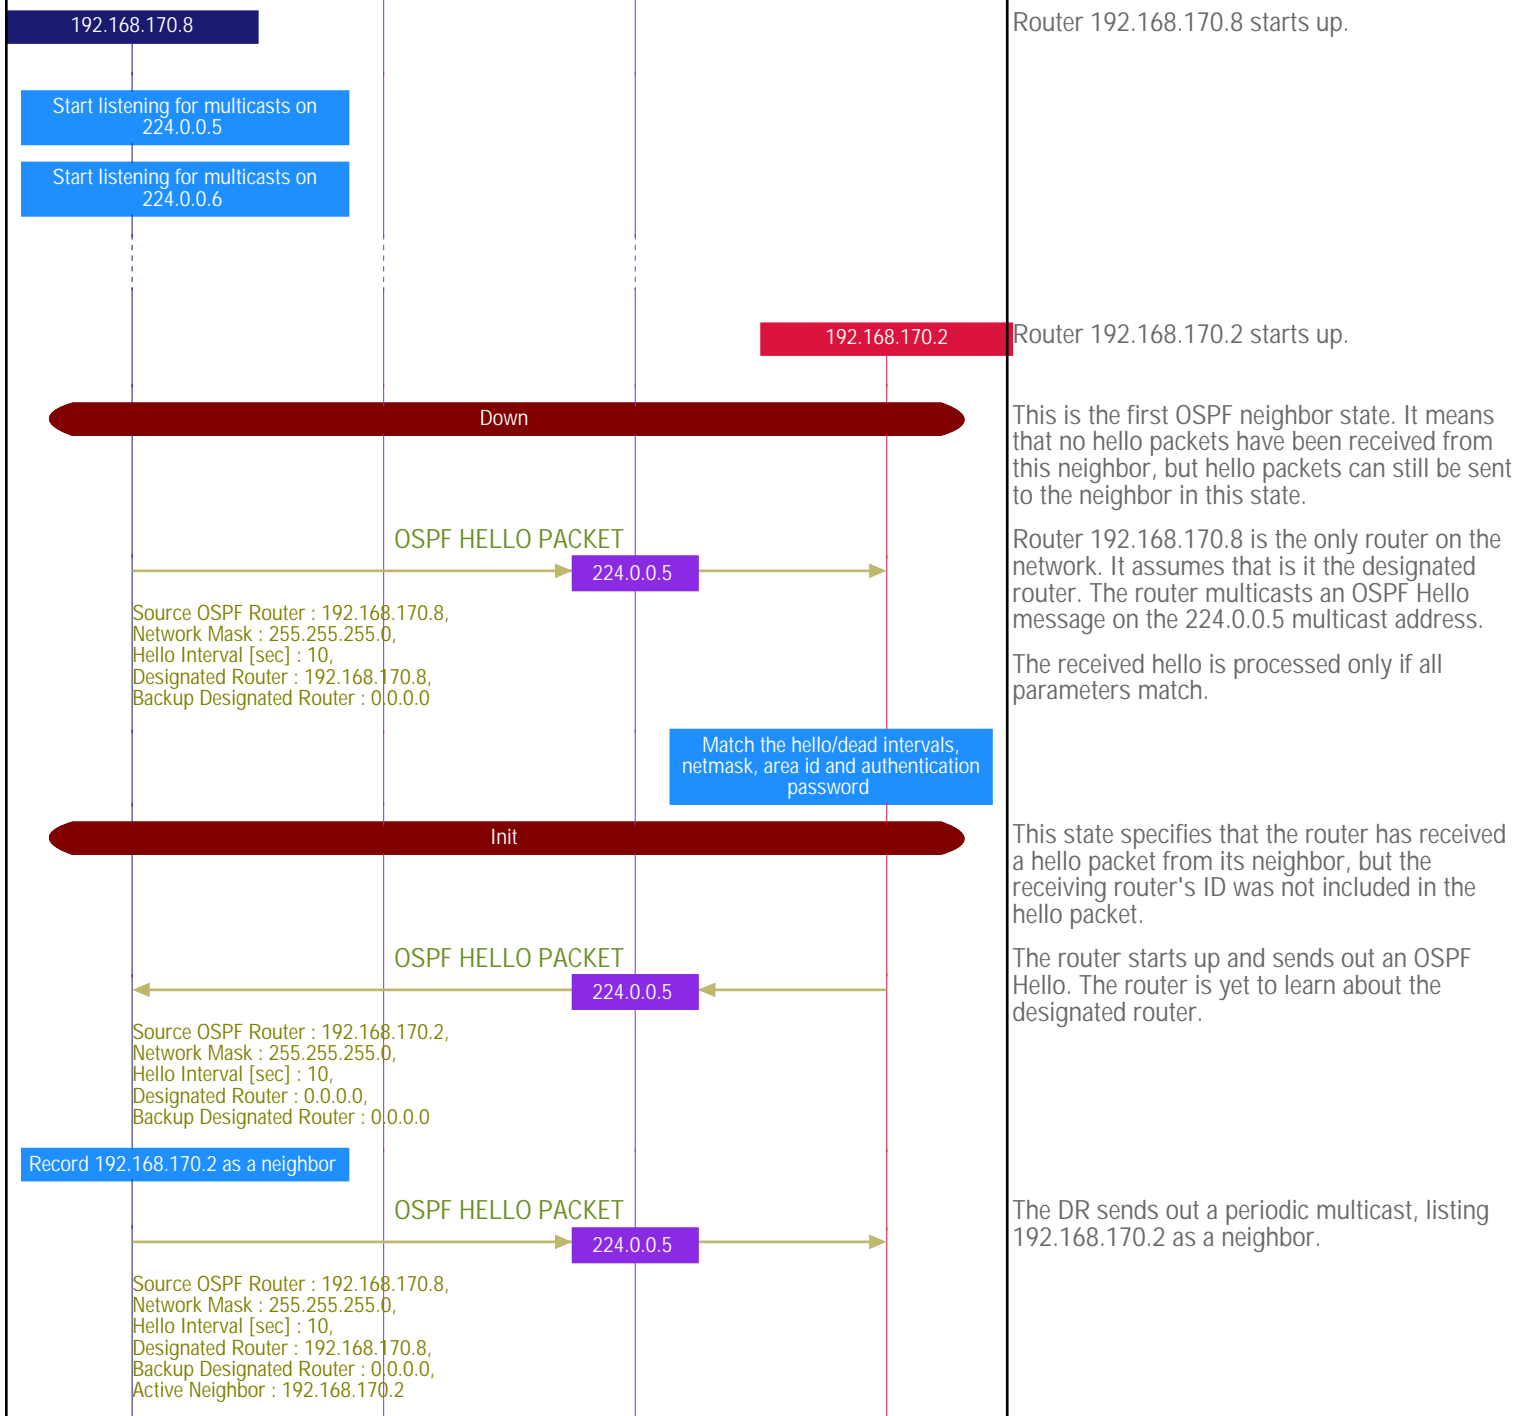 192.168.170.8
Router 192.168.170.8 starts up.
Start listening for multicasts on
224.0.0.5
Start listening for multicasts on
224.0.0.6
192.168.170.2
Router 192.168.170.2 starts up.
Down
This is the first OSPF neighbor state. It means
that no hello packets have been received from
this neighbor, but hello packets can still be sent
to the neighbor in this state.
OSPF HELLO PACKET
224.0.0.5
Source OSPF Router : 192.168.170.8,
Network Mask : 255.255.255.0,
Hello Interval [sec] : 10,
Designated Router : 192.168.170.8,
Backup Designated Router : 0.0.0.0
Router 192.168.170.8 is the only router on the
network. It assumes that is it the designated
router. The router multicasts an OSPF Hello
message on the 224.0.0.5 multicast address.
The received hello is processed only if all
parameters match.
Match the hello/dead intervals,
netmask, area id and authentication
password
Init
This state specifies that the router has received
a hello packet from its neighbor, but the
receiving router's ID was not included in the
hello packet.
OSPF HELLO PACKET
224.0.0.5
Source OSPF Router : 192.168.170.2,
Network Mask : 255.255.255.0,
Hello Interval [sec] : 10,
Designated Router : 0.0.0.0,
Backup Designated Router : 0.0.0.0
The router starts up and sends out an OSPF
Hello. The router is yet to learn about the
designated router.
Record 192.168.170.2 as a neighbor
OSPF HELLO PACKET
224.0.0.5
Source OSPF Router : 192.168.170.8,
Network Mask : 255.255.255.0,
Hello Interval [sec] : 10,
Designated Router : 192.168.170.8,
Backup Designated Router : 0.0.0.0,
Active Neighbor : 192.168.170.2
The DR sends out a periodic multicast, listing
192.168.170.2 as a neighbor.